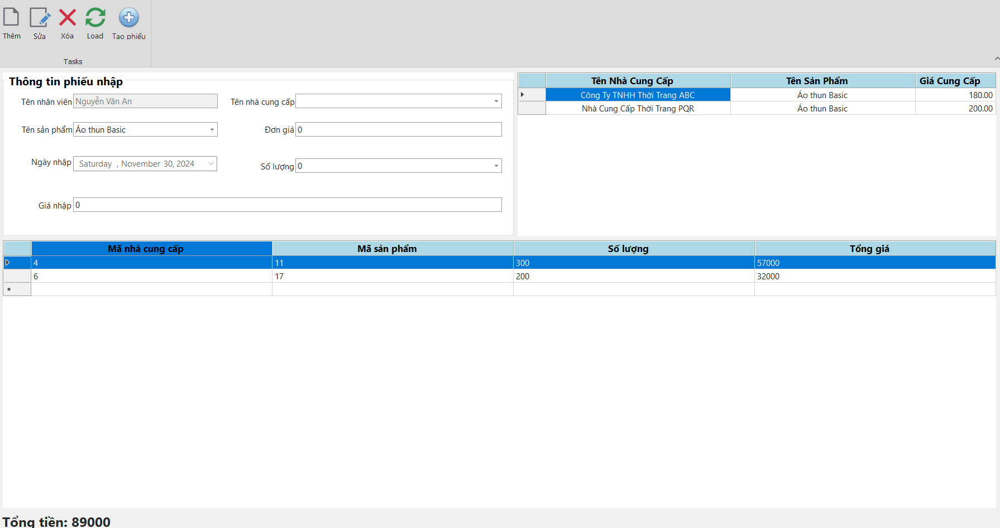 Thêm Sửa Xóa Load Tao phiếu
Tasks
Thông tin phiếu nhập
Tên nhân viên Nguyễn Văn An Tên nhà cung cấp
Tên sản phẩm Áo thun Basic Đơn giá 0
Ngày nhập Saturday , November 30, 2024 Số lượng 0
Giá nhập 0
Tên Nhà Cung Cấp Tên Sản Phẩm Giá Cung Cấp
Công Ty TNHH Thời Trang ABC Áo thun Basic 180.00
Nhà Cung Cấp Thời Trang PQR Áo thun Basic 200.00
Mã nhà cung cấp Mã sản phẩm Số lượng Tổng giá
4 11 300 57000
6 17 200 32000
Tổng tiền: 89000